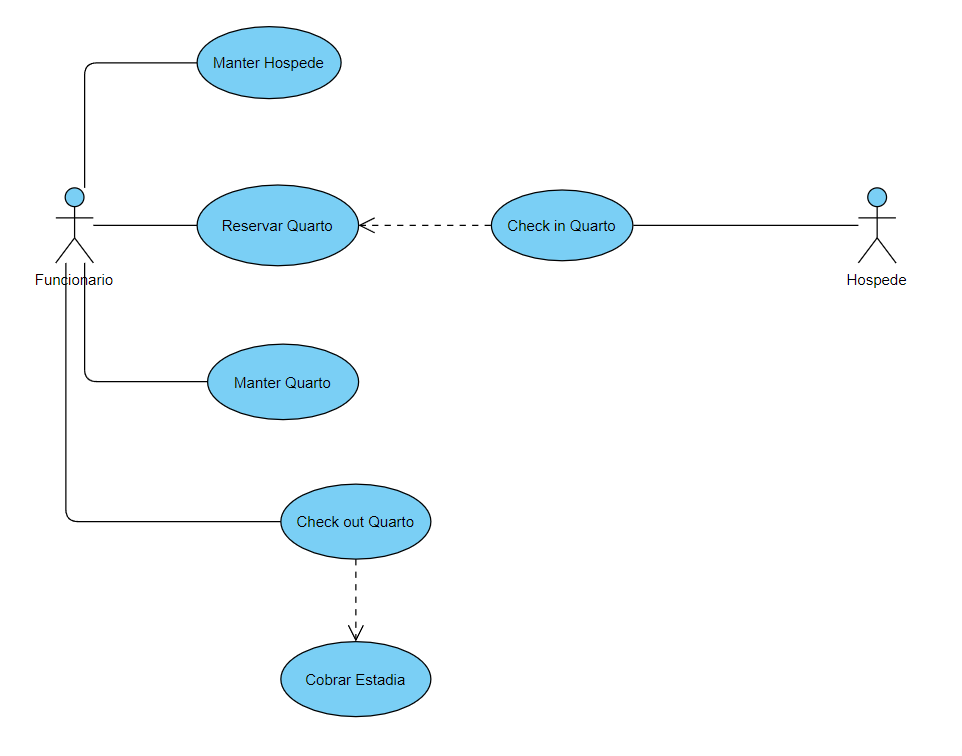 Manter Hospede
Reservar Quarto
Check in Quarto
Funcionario
Hospede
Manter Quarto
Check out Quarto
Cobrar Estadia